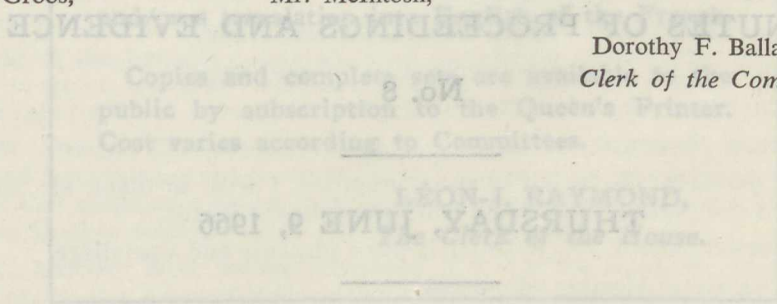 Groos, Mr. McIntosh,
MINUTES OF PROCEEDINGS AND EVIDENCE
Dorothy F. Balla
Clerk of the Com
Copies and complete sets are available to the
No. 8
public by subscription to the Queen's Printer.
Cost varies according to Committees.
LÉON-J. RAYMOND,
THURSDAY, JUNE 9, 1966
The Clerk of the House.